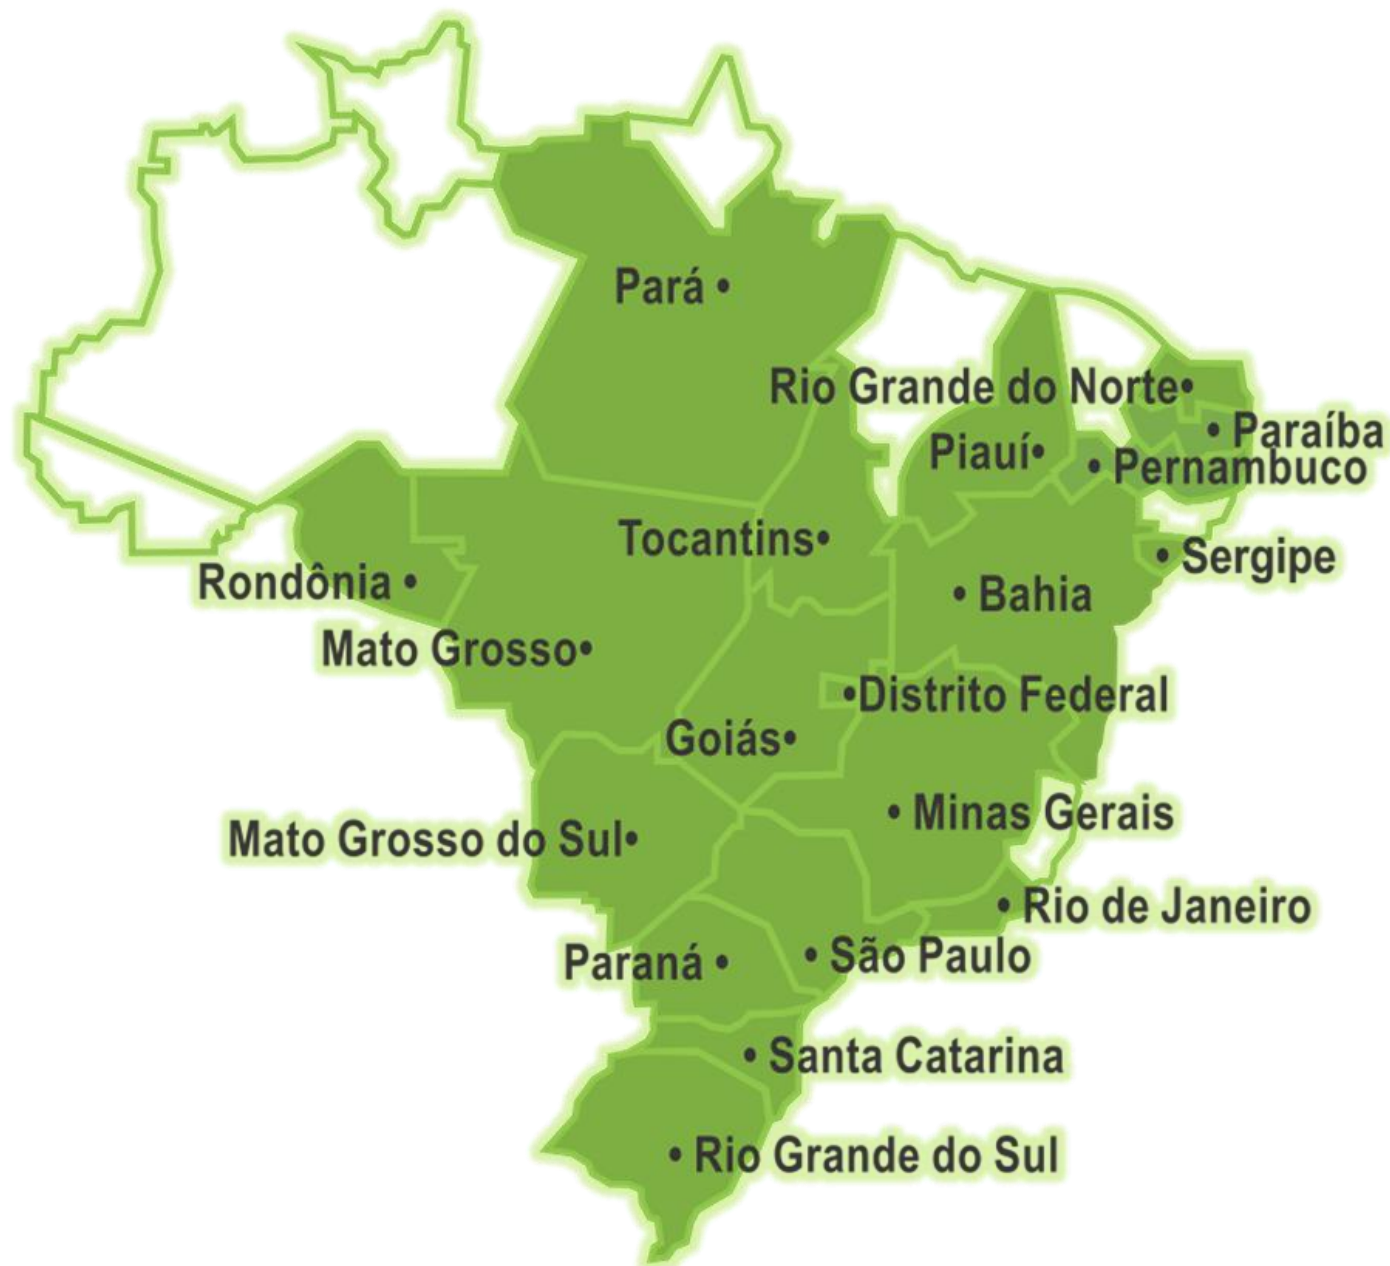 Pará
Rio Grande do Norte
Paraíba
Piauí
Pernambuco
Tocantins
Sergipe
Rondônia
Bahia
Mato Grosso
Distrito Federal
Goiás
Minas Gerais
Mato Grosso do Sul
Rio de Janeiro
Paraná
São Paulo
Santa Catarina
Rio Grande do Sul